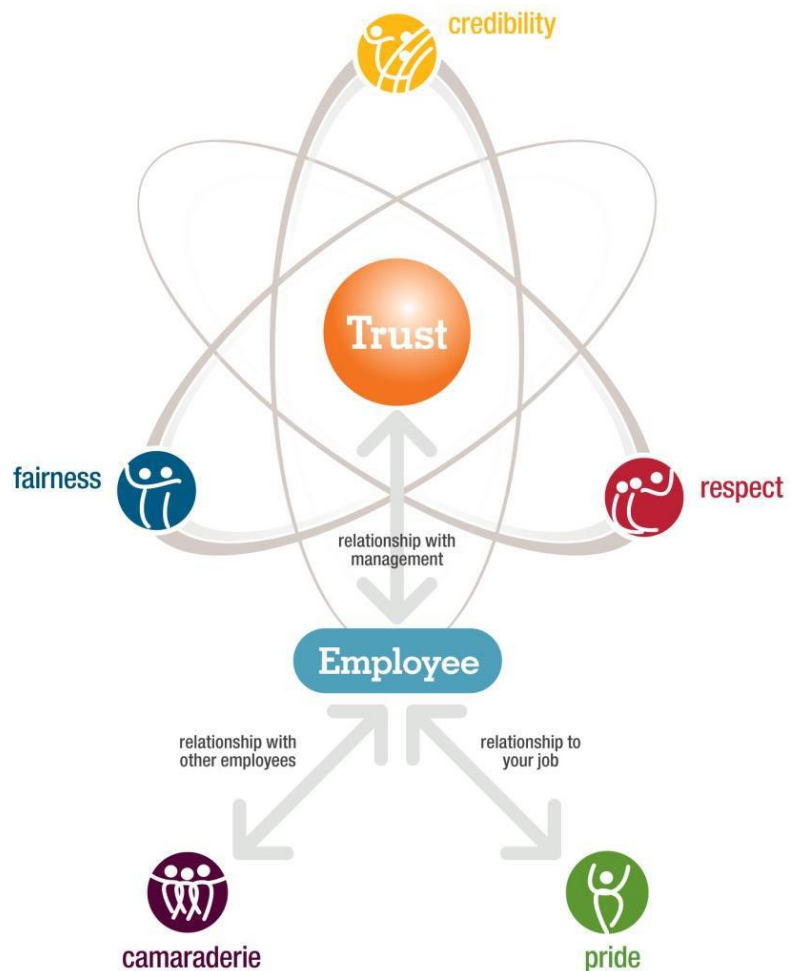 credibility
Trust
fairness
respect
relationship with
management
Employee
relationship with
other employees
relationship to
your job
camaraderie
pride